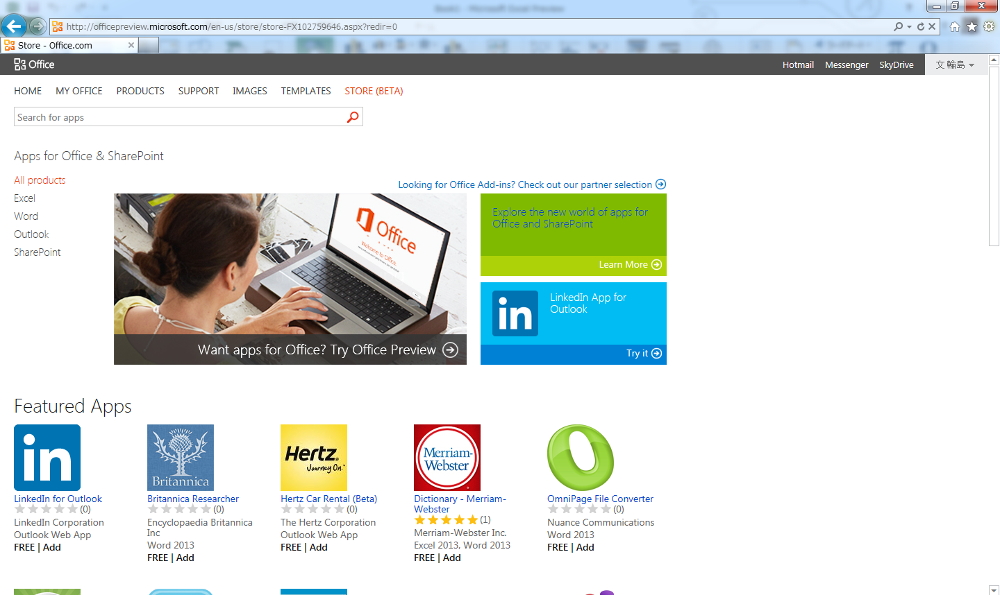 Book1 - Microsoft Excel Preview
http://officepreview.microsoft.com/en-us/store/store-FX102759646.aspx?redir=0
Store - Office.com
Office
Hotmail
Messenger
SkyDrive
文 輪島
HOME
MY OFFICE
PRODUCTS
SUPPORT
IMAGES
TEMPLATES
STORE (BETA)
Search for apps
Apps for Office & SharePoint
All products
Excel
Word
Outlook
SharePoint
Looking for Office Add-ins? Check out our partner selection
Office
Welcome to Office.
Want apps for Office? Try Office Preview
Explore the new world of apps for
Office and SharePoint
Learn More
in
LinkedIn App for
Outlook
Try it
Featured Apps
in
LinkedIn for Outlook
(0)
LinkedIn Corporation
Outlook Web App
FREE | Add
Britannica
Britannica Researcher
(0)
Encyclopaedia Britannica
Inc
Word 2013
FREE | Add
Hertz®
Journey On.™
Hertz Car Rental (Beta)
(0)
The Hertz Corporation
Outlook Web App
FREE | Add
Merriam-
Webster
Dictionary - Merriam-
Webster
(1)
Merriam-Webster Inc.
Excel 2013, Word 2013
FREE | Add
OmniPage File Converter
(0)
Nuance Communications
Word 2013
FREE | Add